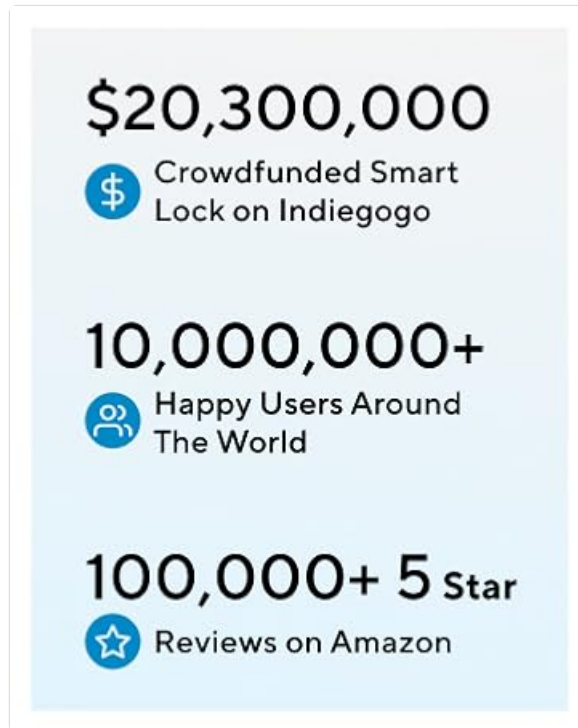 $20,300,000
$
Crowdfunded Smart
Lock on Indiegogo
10,000,000+
Happy Users Around
The World
100,000+ 5 Star
Reviews on Amazon